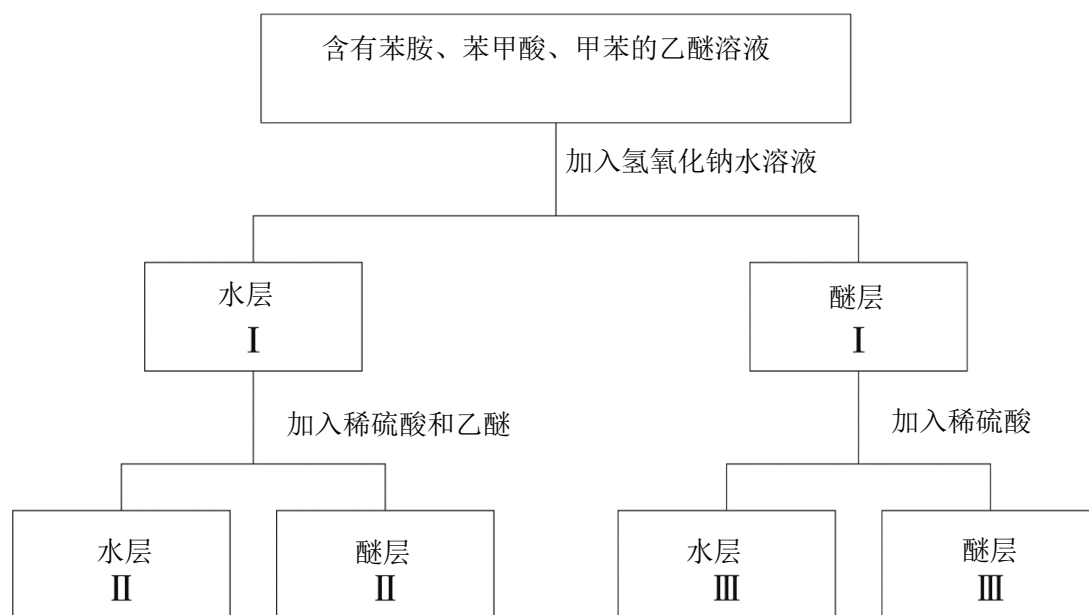 含有苯胺、苯甲酸、甲苯的乙醚溶液
加入氢氧化钠水溶液
水层
Ⅰ
醚层
Ⅰ
加入稀硫酸和乙醚
加入稀硫酸
水层
Ⅱ
醚层
Ⅱ
水层
Ⅲ
醚层
Ⅲ